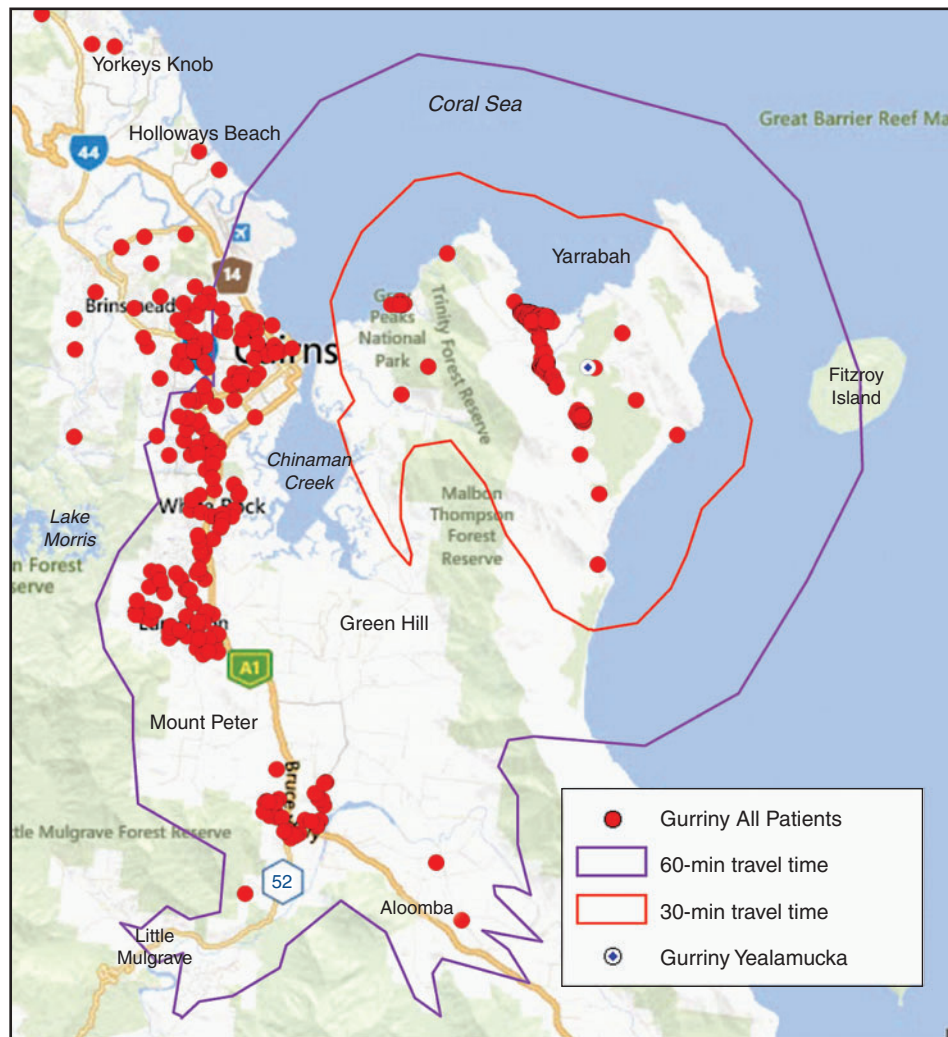 Yorkeys Knob
Coral Sea
Great Barrier Reef Ma
Holloways Beach
44
14
Yarrabah
Grey
Peaks
National
Park
Trinity Forest Reserve
Cairns
Fitzroy
Island
Chinaman
Creek
Malbon
Thompson
Forest
Reserve
Lake
Morris
n Forest
serve
Green Hill
A1
Mount Peter
Bruce
ttle Mulgrave Forest Reserve
52
Aloomba
Little
Mulgrave
Gurriny All Patients
60-min travel time
30-min travel time
Gurriny Yealamucka